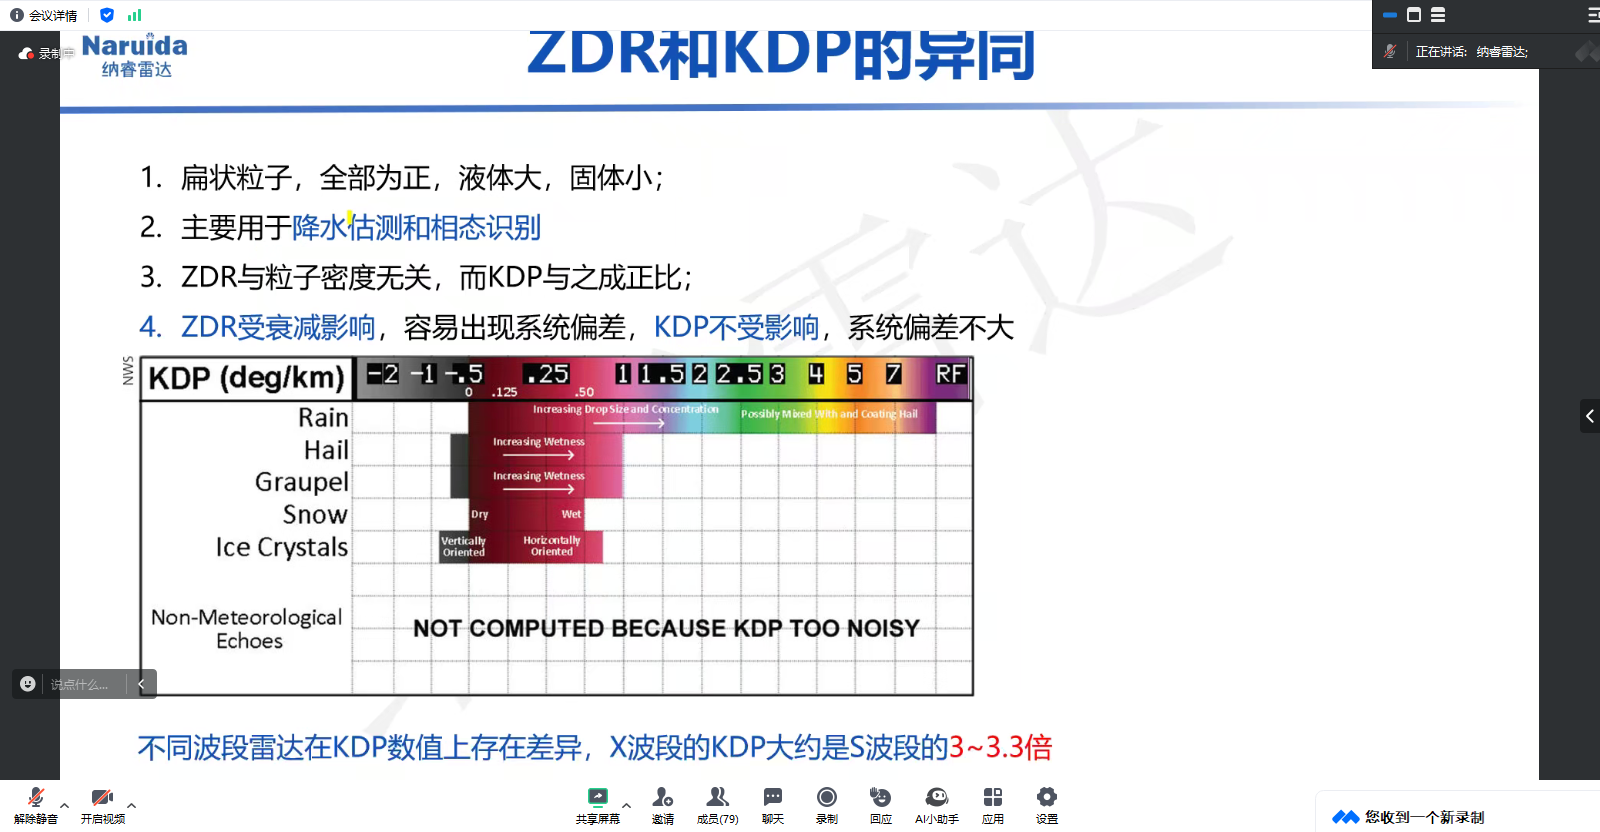 会议详情
录制中
正在讲话: 纳睿雷达;
Naruida
纳睿雷达
ZDR和KDP的异同
1. 扁状粒子，全部为正，液体大，固体小；
2. 主要用于降水估测和相态识别
3. ZDR与粒子密度无关，而KDP与之成正比；
4. ZDR受衰减影响，容易出现系统偏差，KDP不受影响，系统偏差不大
NWS
KDP (deg/km) -2 -1 -.5 .25 1 1.5 2 2.5 3 4 5 7 RF
0 .125 .50
Rain Increasing Drop Size and Concentration Possibly Mixed With and Coating Hail
Hail Increasing Wetness
Graupel Increasing Wetness
Snow Dry Wet
Ice Crystals Vertically Oriented Horizontally Oriented
Non-Meteorological
Echoes
NOT COMPUTED BECAUSE KDP TOO NOISY
说点什么...
不同波段雷达在KDP数值上存在差异，X波段的KDP大约是S波段的3~3.3倍
雷达
解除静音 开启视频 共享屏幕 邀请 成员(79) 聊天 录制 回应 AI小助手 应用 设置
您收到一个新录制